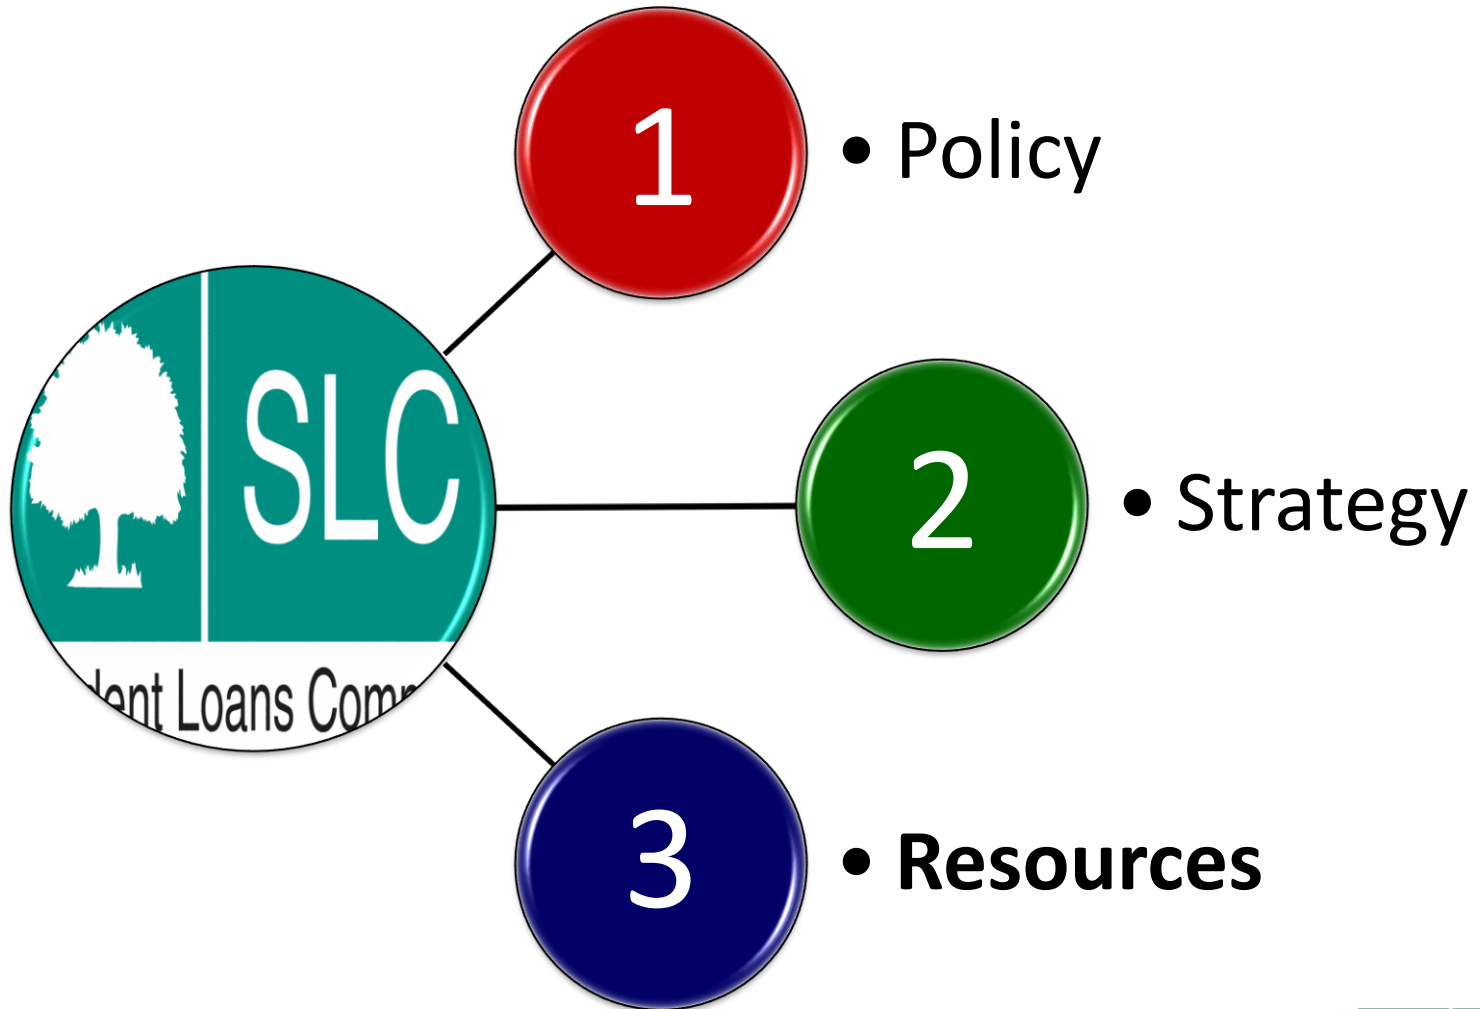 1
• Policy
SLC
2
• Strategy
dent Loans Comp
3
• Resources